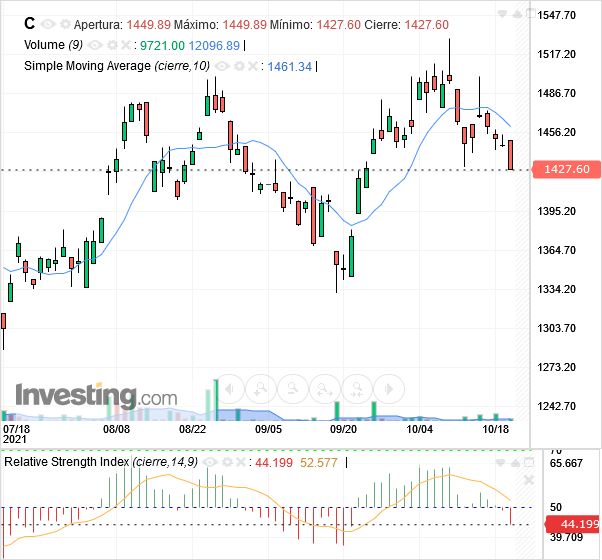 1547.70
C Apertura: 1449.89 Máximo: 1449.89 Mínimo: 1427.60 Cierre: 1427.60
Volume (9) : 9721.00 12096.89 |
1517.20
Simple Moving Average (cierre,10) : 1461.34 |
1486.70
1456.20
1427.60
1395.20
1364.70
1334.20
1303.70
1273.20
Investing.com
1242.70
07/18 08/08 08/22 09/05 09/20 10/04 10/18
2021
70
Relative Strength Index (cierre,14,9) : 44.199 52.577 |
65.667
50
44.199
39.709